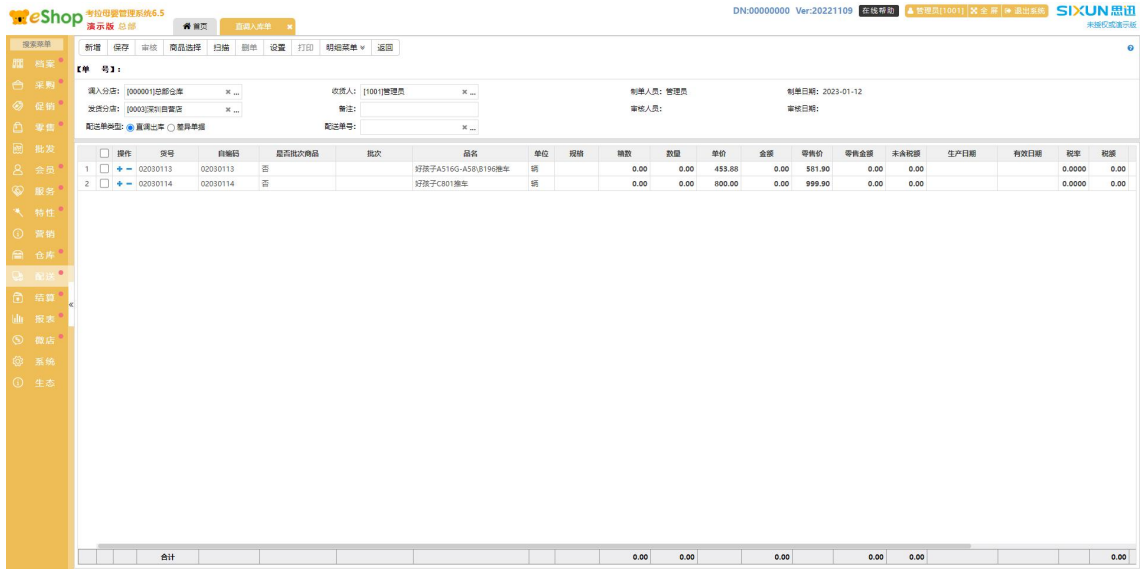 eShop 考拉母婴管理系统6.5
演示版 总部
首页 直调入库单
DN:00000000 Ver:20221109 在线帮助 管理员[1001] 全 屏 退出系统 SIXUN思迅
未授权或演示版
搜索菜单
档案
采购
促销
零售
批发
会员
服务
特性
营销
仓库
配送
结算
报表
微店
系统
生态
新增 保存 审核 商品选择 扫描 删单 设置 打印 明细菜单 返回
【单 号】:
调入分店: [000001]总部仓库 收货人: [1001]管理员 制单人员: 管理员 制单日期: 2023-01-12
发货分店: [0003]深圳自营店 备注: 审核人员: 审核日期:
配送单类型: 直调出库 差异单据 配送单号:
操作 货号 自编码 是否批次商品 批次 品名 单位 规格 箱数 数量 单价 金额 零售价 零售金额 未含税额 生产日期 有效日期 税率 税额
1 02030113 02030113 否 好孩子A516G-A58\B196推车 辆 0.00 0.00 453.88 0.00 581.90 0.00 0.00 0.0000 0.00
2 02030114 02030114 否 好孩子C801推车 辆 0.00 0.00 800.00 0.00 999.90 0.00 0.00 0.0000 0.00
合计 0.00 0.00 0.00 0.00 0.00 0.00